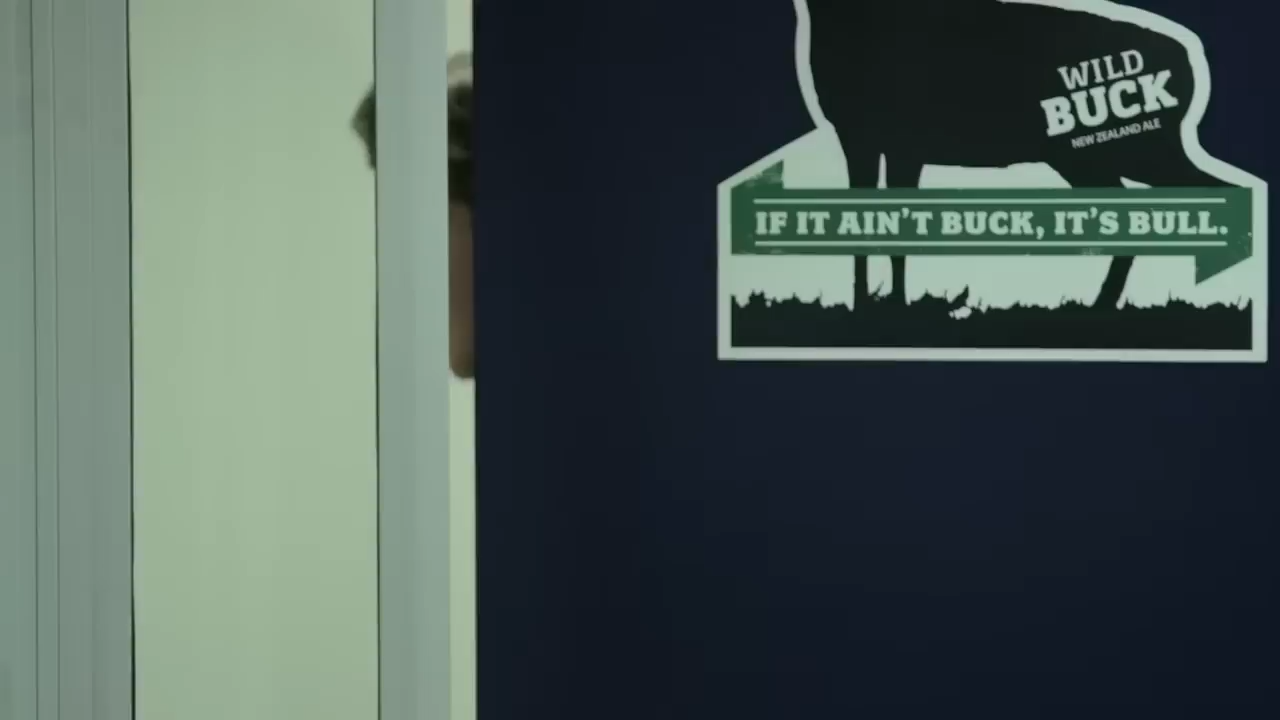 WILD
BUCK
NEW ZEALAND ALE
IF IT AIN'T BUCK, IT'S BULL.